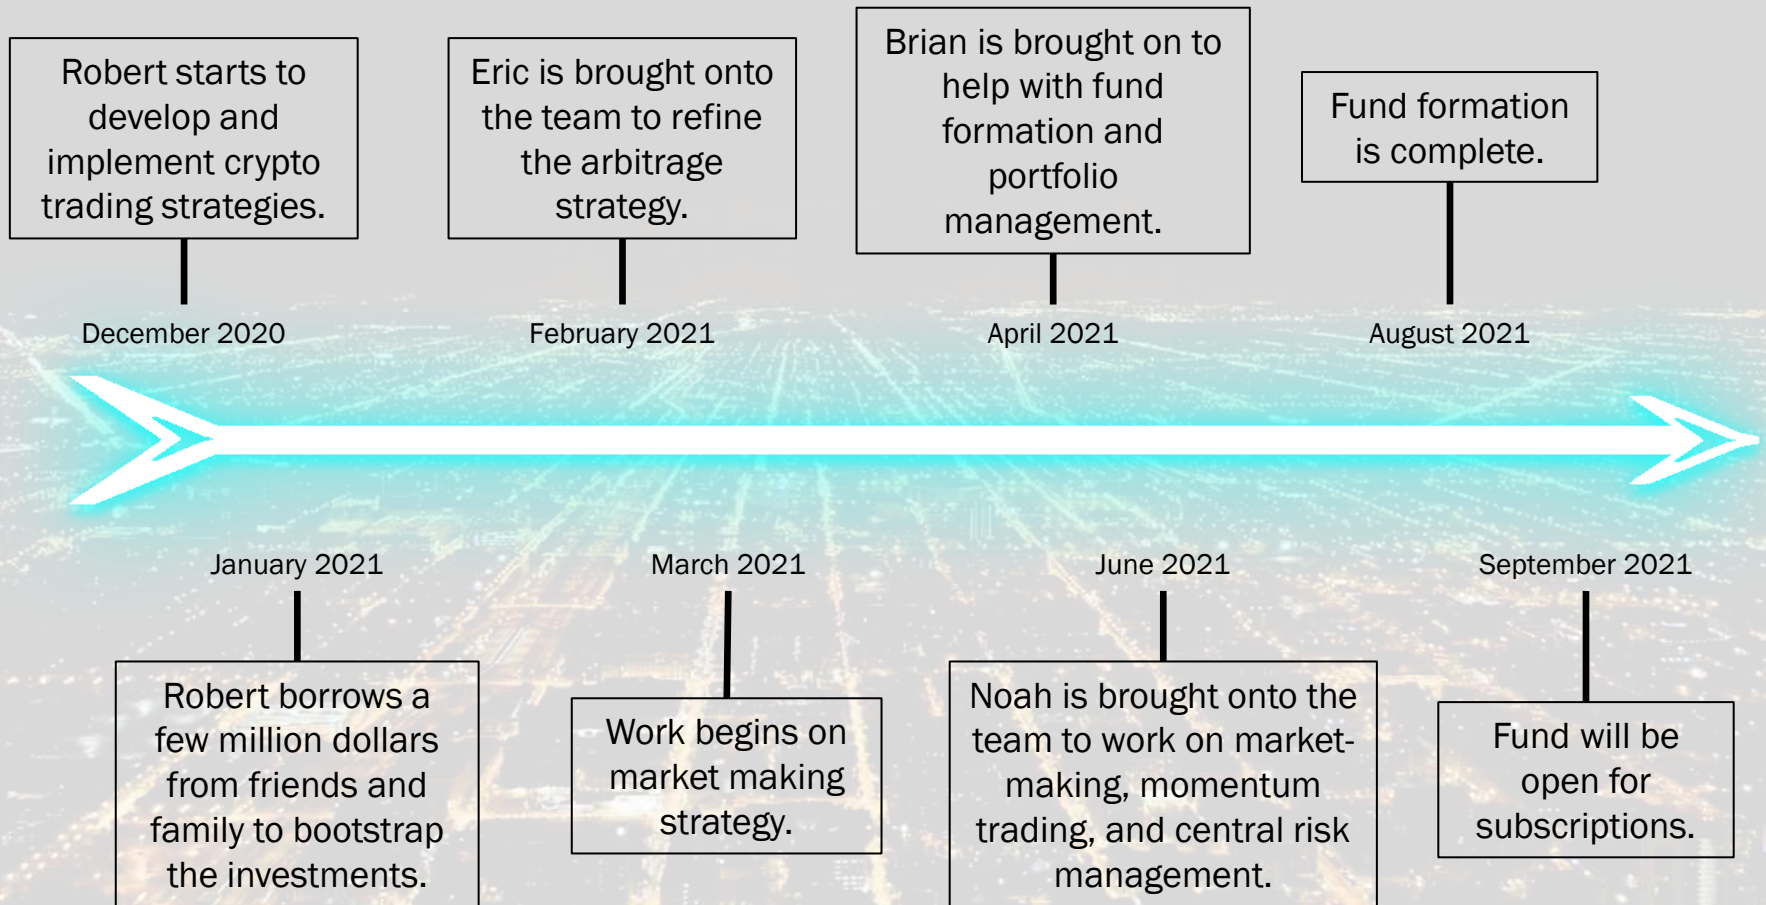 Robert starts to
develop and
implement crypto
trading strategies.
December 2020
Eric is brought onto
the team to refine
the arbitrage
strategy.
February 2021
Brian is brought on to
help with fund
formation and
portfolio
management.
April 2021
Fund formation
is complete.
August 2021
January 2021
Robert borrows a
few million dollars
from friends and
family to bootstrap
the investments.
March 2021
Work begins on
market making
strategy.
June 2021
Noah is brought onto the
team to work on market-
making, momentum
trading, and central risk
management.
September 2021
Fund will be
open for
subscriptions.